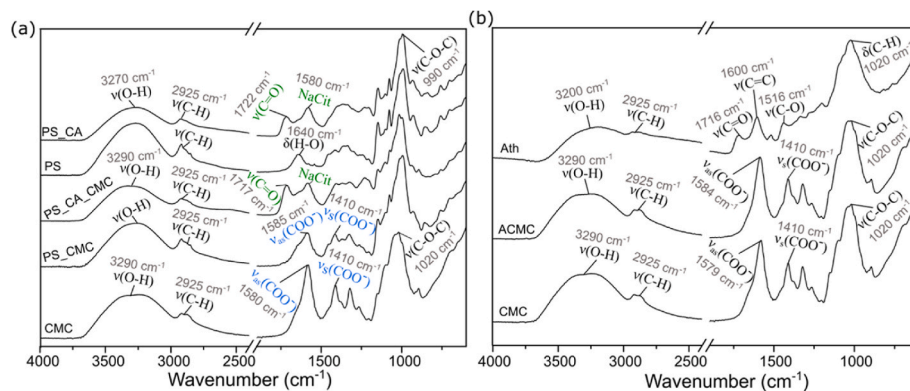 (a)
3270 cm⁻¹
ν(O-H)
2925 cm⁻¹
ν(C-H)
1722 cm⁻¹
ν(C=O)
1580 cm⁻¹
NaCit
ν(C-O-C)
990 cm⁻¹
PS_CA
ν(O-H)
ν(C-H)
2925 cm⁻¹
1640 cm⁻¹
δ(H-O)
PS
3290 cm⁻¹
ν(O-H)
2925 cm⁻¹
ν(C-H)
ν(C=O)
1717 cm⁻¹
NaCit
PS_CA_CMC
ν(O-H)
2925 cm⁻¹
ν(C-H)
1585 cm⁻¹
νas(COO⁻)
1410 cm⁻¹
νS(COO⁻)
PS_CMC
3290 cm⁻¹
ν(O-H)
2925 cm⁻¹
ν(C-H)
νas(COO⁻)
1580 cm⁻¹
1410 cm⁻¹
νS(COO⁻)
ν(C-O-C)
1020 cm⁻¹
CMC
4000 3500 3000 2500 1500 1000
Wavenumber (cm⁻¹)
(b)
3200 cm⁻¹
ν(O-H)
2925 cm⁻¹
ν(C-H)
1716 cm⁻¹
ν(C=O)
1600 cm⁻¹
ν(C=C)
1516 cm⁻¹
ν(C-O)
δ(C-H)
1020 cm⁻¹
Ath
3290 cm⁻¹
ν(O-H)
2925 cm⁻¹
ν(C-H)
νas(COO⁻)
1584 cm⁻¹
1410 cm⁻¹
νs(COO⁻)
ν(C-O-C)
1020 cm⁻¹
ACMC
3290 cm⁻¹
ν(O-H)
2925 cm⁻¹
ν(C-H)
νas(COO⁻)
1579 cm⁻¹
1410 cm⁻¹
νs(COO⁻)
ν(C-O-C)
1020 cm⁻¹
CMC
4000 3500 3000 2500 1500 1000
Wavenumber (cm⁻¹)